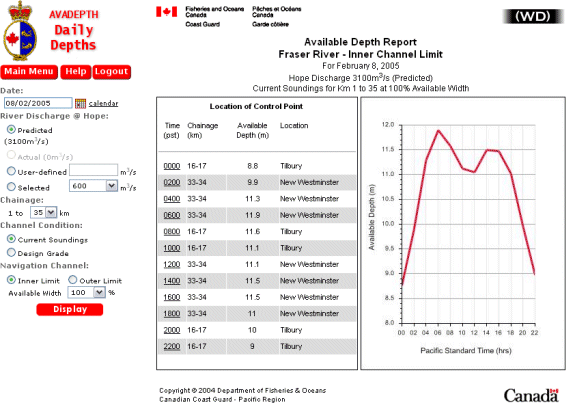 AVADEPTH
Daily
Depths
Main Menu Help Logout
Date:
08/02/2005 calendar
River Discharge @ Hope:
Predicted
(3100m³/s)
Actual (0m³/s)
User-defined m³/s
Selected 600 m³/s
Chainage:
1 to 35 km
Channel Condition:
Current Soundings
Design Grade
Navigation Channel:
Inner Limit Outer Limit
Available Width 100 %
Display
Fisheries and Oceans Pêches et Océans
Canada Canada
Coast Guard Garde côtière
(WD)
Available Depth Report
Fraser River - Inner Channel Limit
For February 8, 2005
Hope Discharge 3100m³/s (Predicted)
Current Soundings for Km 1 to 35 at 100% Available Width
Location of Control Point
Time Chainage Available Location
(pst) (km) Depth (m)
0000 16-17 8.8 Tilbury
0200 33-34 9.9 New Westminster
0400 33-34 11.3 New Westminster
0600 33-34 11.9 New Westminster
0800 16-17 11.6 Tilbury
1000 16-17 11.1 Tilbury
1200 33-34 11.1 New Westminster
1400 33-34 11.5 New Westminster
1600 33-34 11.5 New Westminster
1800 33-34 11 New Westminster
2000 16-17 10 Tilbury
2200 16-17 9 Tilbury
Available Depth (m)
12.0
11.5
11.0
10.5
10.0
9.5
9.0
8.5
8.0
00 02 04 06 08 10 12 14 16 18 20 22
Pacific Standard Time (hrs)
Copyright © 2004 Department of Fisheries & Oceans
Canadian Coast Guard - Pacific Region
Canada